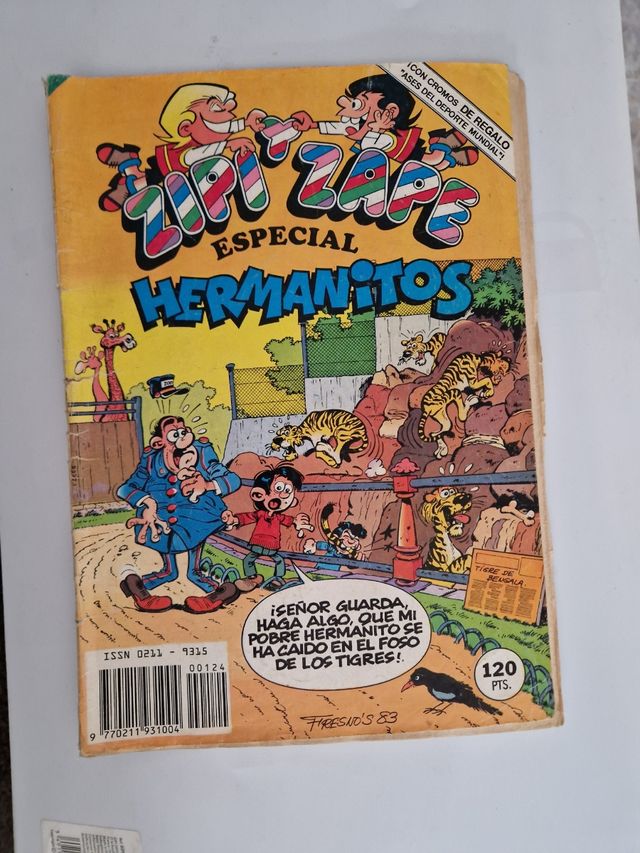 ¡CON CROMOS DE REGALO
"ASES DEL DEPORTE MUNDIAL"!
ZIPI Y ZAPE
ESPECIAL
HERMANITOS
TIGRE DE
BENGALA
¡SEÑOR GUARDA,
HAGA ALGO, QUE MI
POBRE HERMANITO SE
HA CAIDO EN EL FOSO
DE LOS TIGRES!.
ISSN 0211 - 9315
00124
9 770211 931004
120
PTS.
FRESNO'S 83